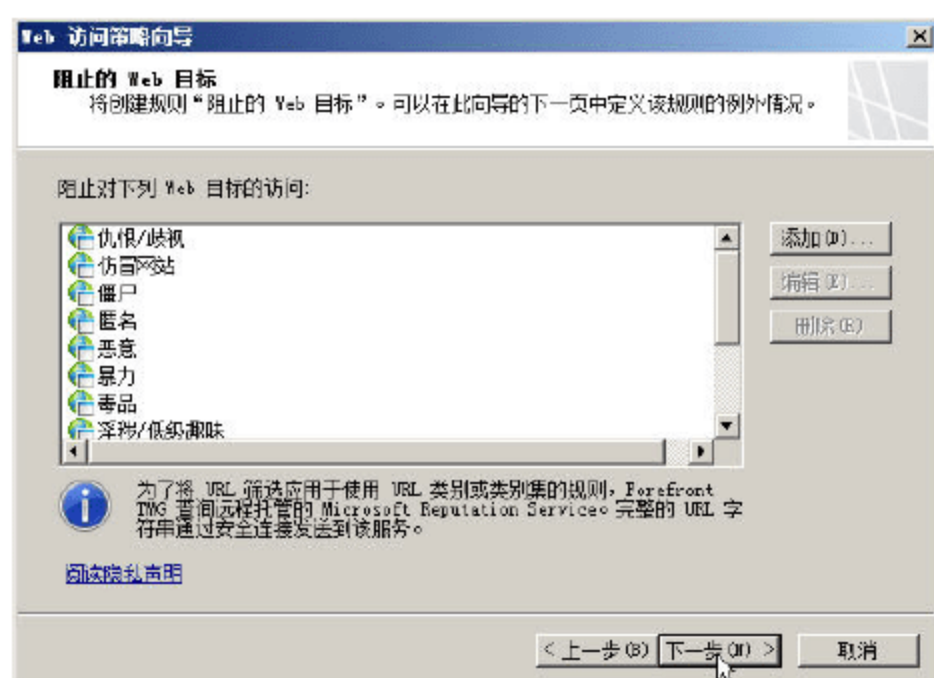 Web 访问策略向导
阻止的 Web 目标
将创建规则“阻止的 Web 目标”。可以在此向导的下一页中定义该规则的例外情况。
阻止对下列 Web 目标的访问:
仇恨/歧视
仿冒网站
僵尸
匿名
恶意
暴力
毒品
淫秽/低级趣味
添加(D)...
编辑(E)...
删除(R)
为了将 URL 筛选应用于使用 URL 类别或类别集的规则，Forefront
TMG 查询远程托管的 Microsoft Reputation Service。完整的 URL 字
符串通过安全连接发送到该服务。
阅读隐私声明
< 上一步(B) 下一步(N) > 取消